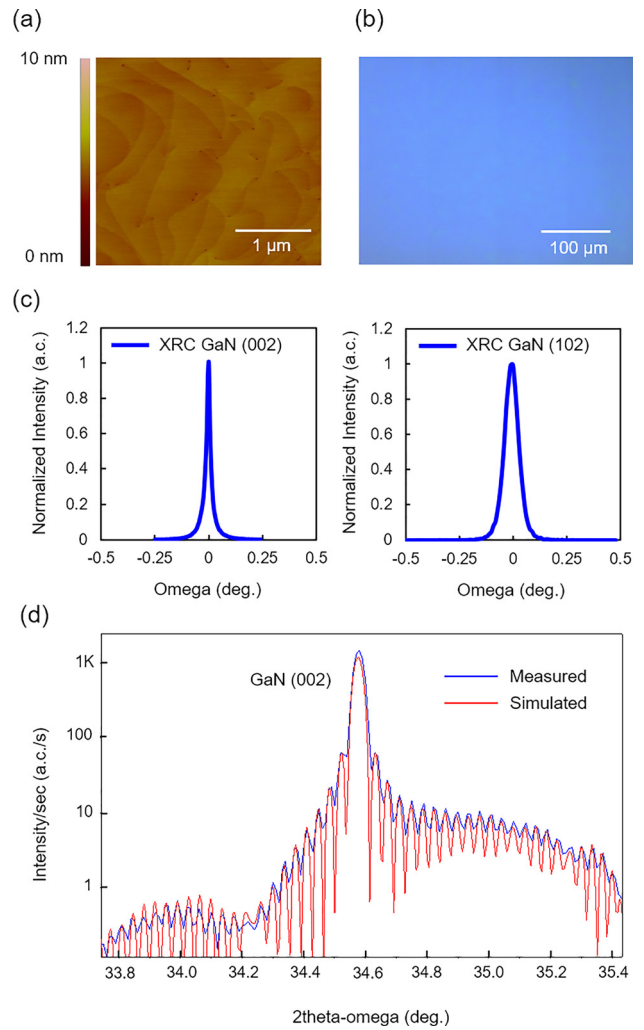 (a)
(b)
10 nm
0 nm
1 µm
100 µm
(c)
XRC GaN (002)
Normalized Intensity (a.c.)
1.2
1
0.8
0.6
0.4
0.2
0
-0.5
-0.25
0
0.25
0.5
Omega (deg.)
XRC GaN (102)
Normalized Intensity (a.c.)
1.2
1
0.8
0.6
0.4
0.2
0
-0.5
-0.25
0
0.25
0.5
Omega (deg.)
(d)
GaN (002)
Measured
Simulated
Intensity/sec (a.c./s)
1K
100
10
1
33.8
34.0
34.2
34.4
34.6
34.8
35.0
35.2
35.4
2theta-omega (deg.)